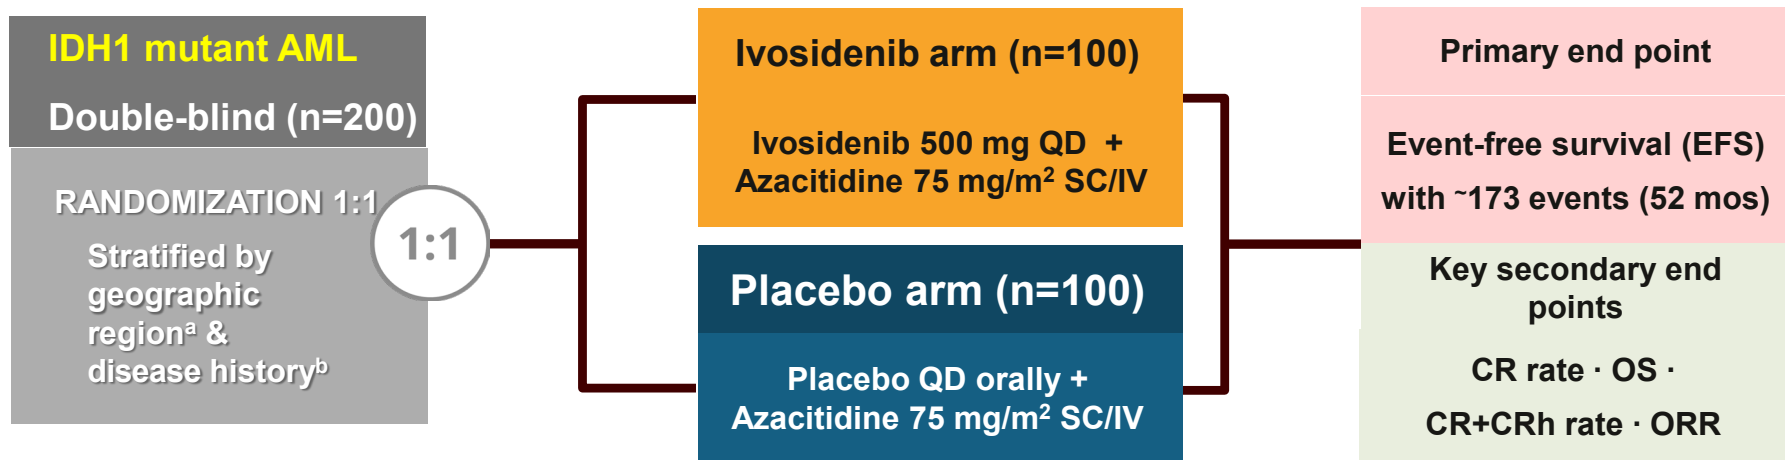 IDH1 mutant AML
Double-blind (n=200)
RANDOMIZATION 1:1
Stratified by
geographic
regionᵃ &
disease historyᵇ
1:1
Ivosidenib arm (n=100)
Ivosidenib 500 mg QD +
Azacitidine 75 mg/m² SC/IV
Placebo arm (n=100)
Placebo QD orally +
Azacitidine 75 mg/m² SC/IV
Primary end point
Event-free survival (EFS)
with ~173 events (52 mos)
Key secondary end
points
CR rate · OS ·
CR+CRh rate · ORR